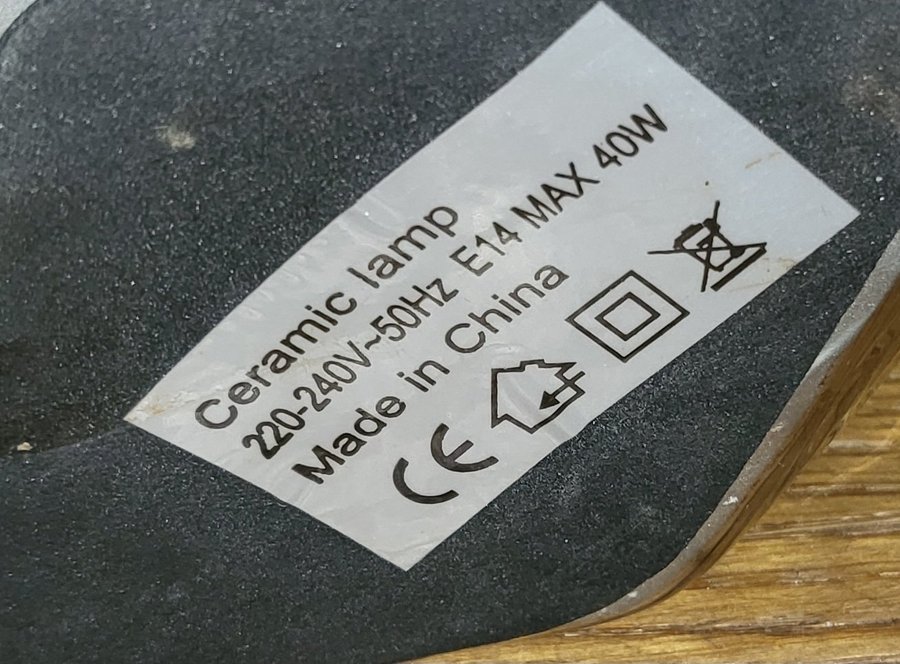 Ceramic lamp
220-240V~50Hz E14 MAX 40W
Made in China
CE